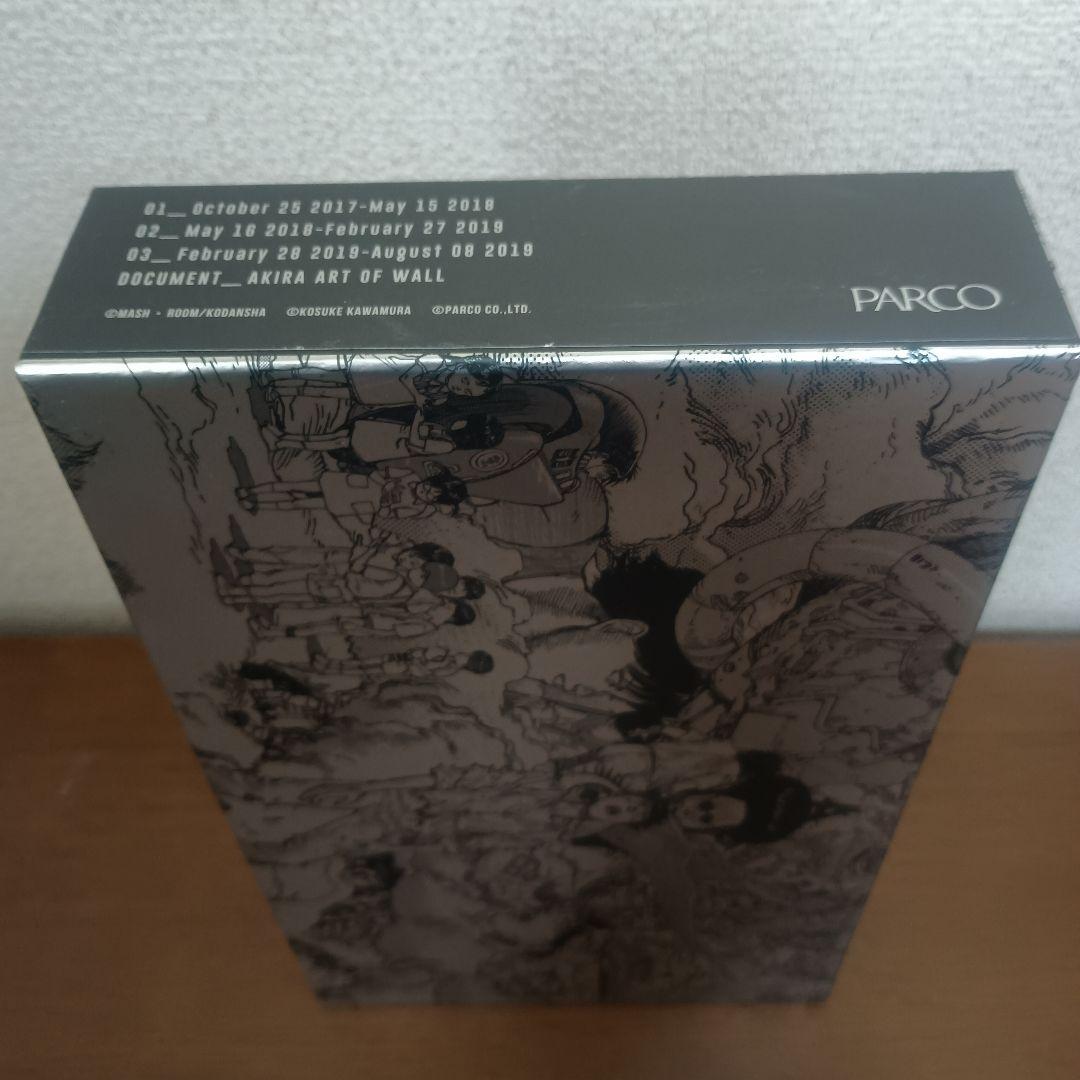 01__ October 25 2017-May 15 2018
02__ May 16 2018-February 27 2019
03__ February 28 2019-August 08 2019
DOCUMENT__ AKIRA ART OF WALL
©MASH・ROOM/KODANSHA ©KOSUKE KAWAMURA ©PARCO CO.,LTD.
PARCO